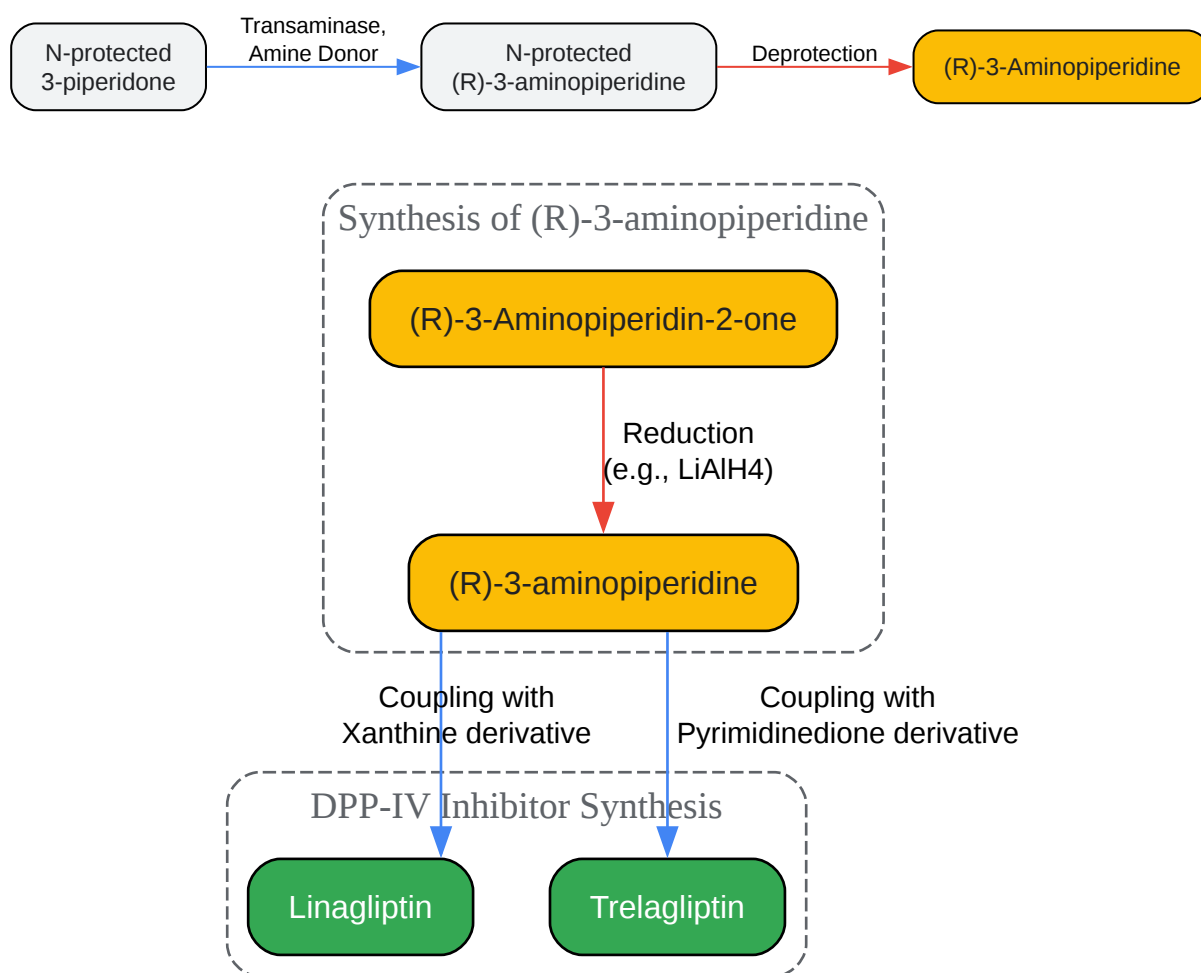 Transaminase,
Amine Donor
N-protected
3-piperidone
N-protected
(R)-3-aminopiperidine
Deprotection
(R)-3-Aminopiperidine
Synthesis of (R)-3-aminopiperidine
(R)-3-Aminopiperidin-2-one
Reduction
(e.g., LiAlH4)
(R)-3-aminopiperidine
Coupling with
Xanthine derivative
Coupling with
Pyrimidinedione derivative
DPP-IV Inhibitor Synthesis
Linagliptin
Trelagliptin